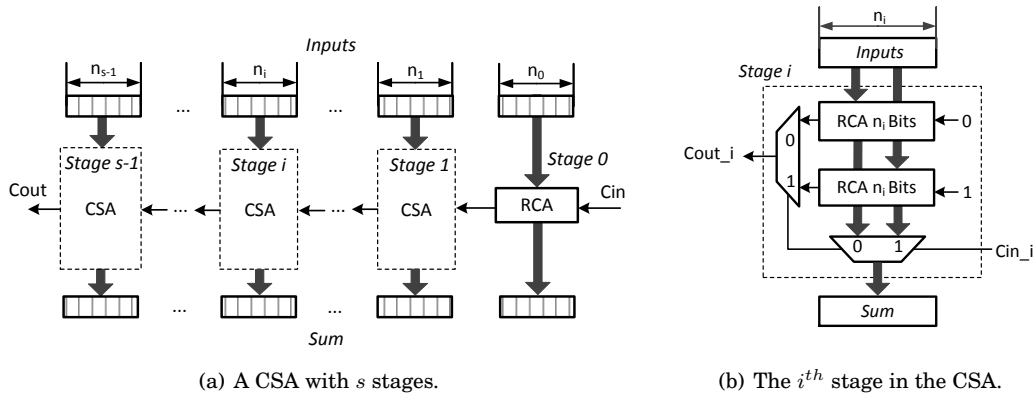 Inputs
n_{s-1} n_i n_1 n_0
... ...
Stage s-1 Stage i Stage 1 Stage 0
Cout CSA ... CSA ... CSA RCA Cin
... ...
Sum
(a) A CSA with s stages.
n_i
Inputs
Stage i
RCA n_i Bits 0
0
Cout_i
RCA n_i Bits 1
1
0 1 Cin_i
Sum
(b) The i^{th} stage in the CSA.